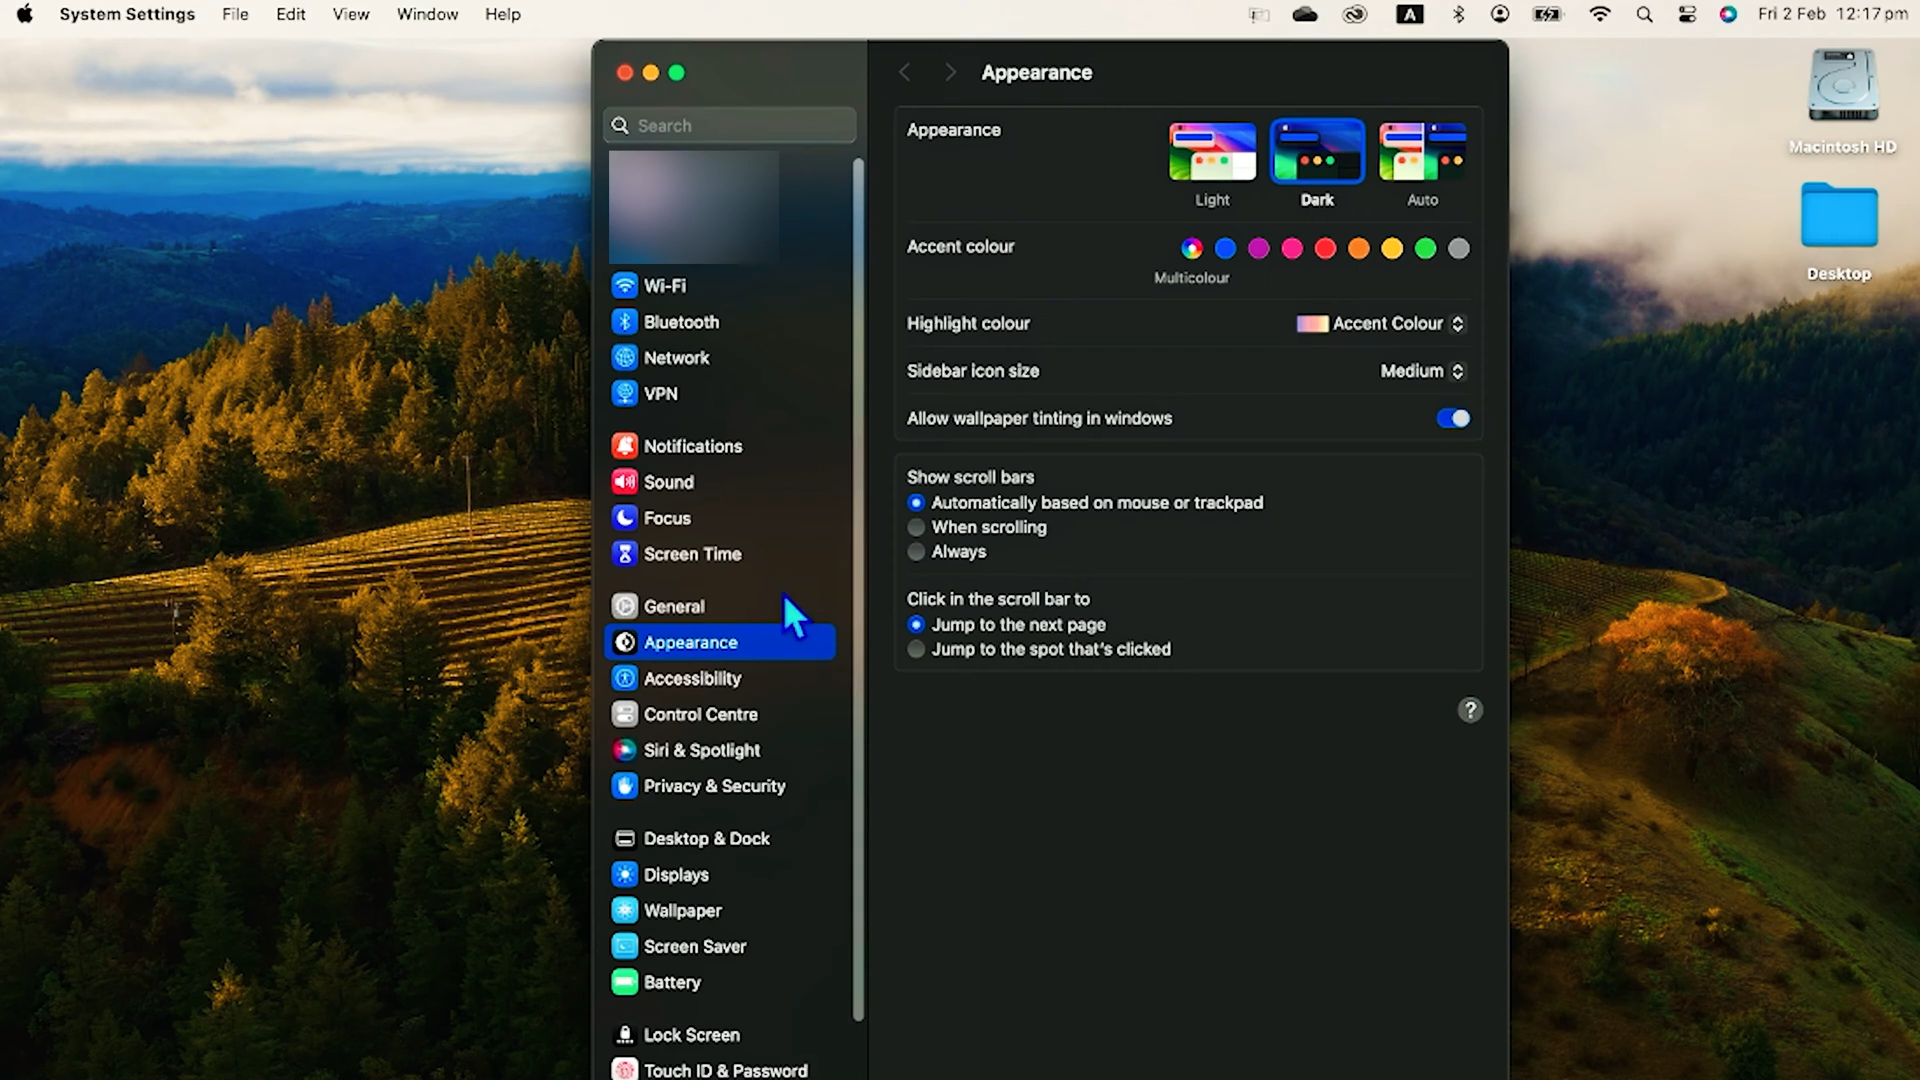 System Settings File Edit View Window Help
A
Fri 2 Feb 12:17 pm
Search
Wi-Fi
Bluetooth
Network
VPN
Notifications
Sound
Focus
Screen Time
General
Appearance
Accessibility
Control Centre
Siri & Spotlight
Privacy & Security
Desktop & Dock
Displays
Wallpaper
Screen Saver
Battery
Lock Screen
Touch ID & Password
Appearance
Appearance
Light Dark Auto
Accent colour
Multicolour
Highlight colour Accent Colour
Sidebar icon size Medium
Allow wallpaper tinting in windows
Show scroll bars
Automatically based on mouse or trackpad
When scrolling
Always
Click in the scroll bar to
Jump to the next page
Jump to the spot that's clicked
?
Macintosh HD
Desktop